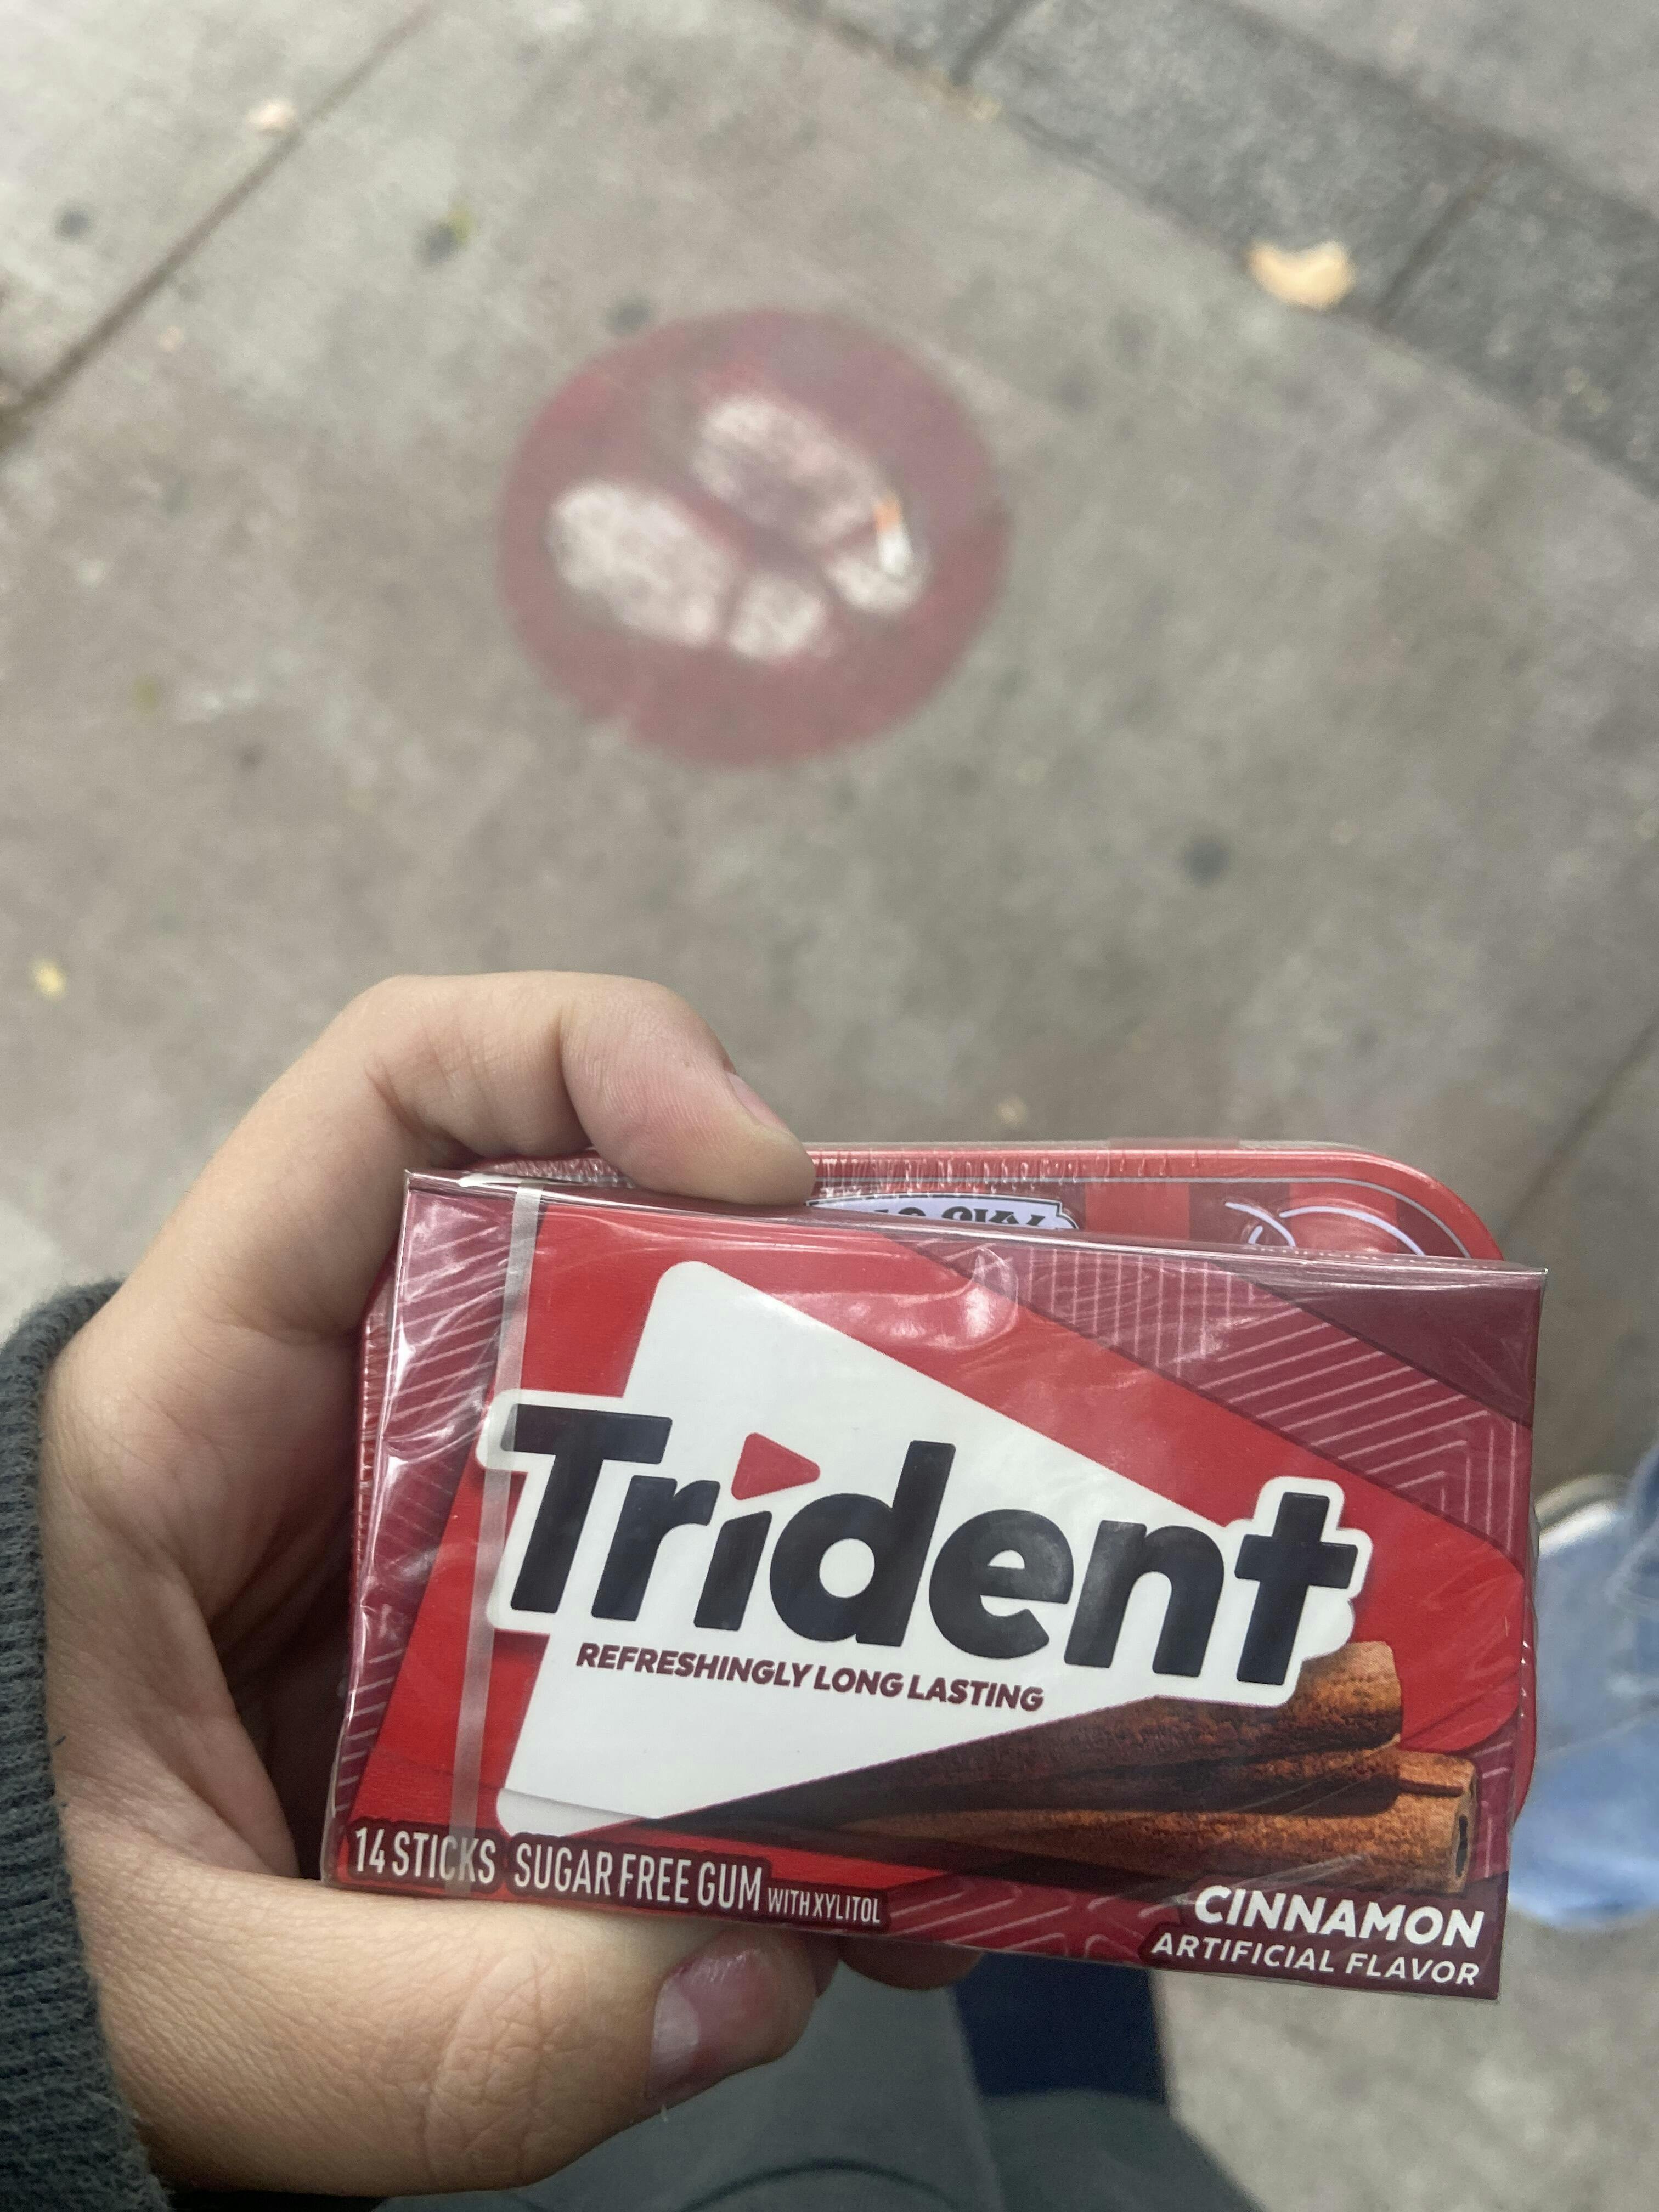 Trident
REFRESHINGLY LONG LASTING
14 STICKS SUGAR FREE GUM WITH XYLITOL
CINNAMON
ARTIFICIAL FLAVOR